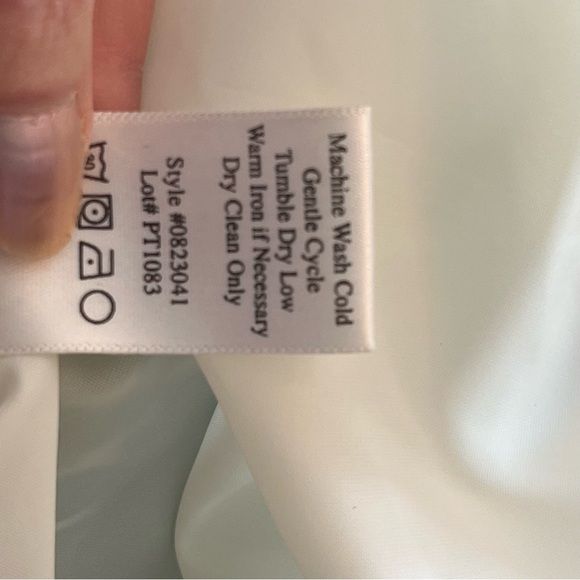 Machine Wash Cold
Gentle Cycle
Tumble Dry Low
Warm Iron if Necessary
Dry Clean Only
Style #0823041
Lot# PT1083